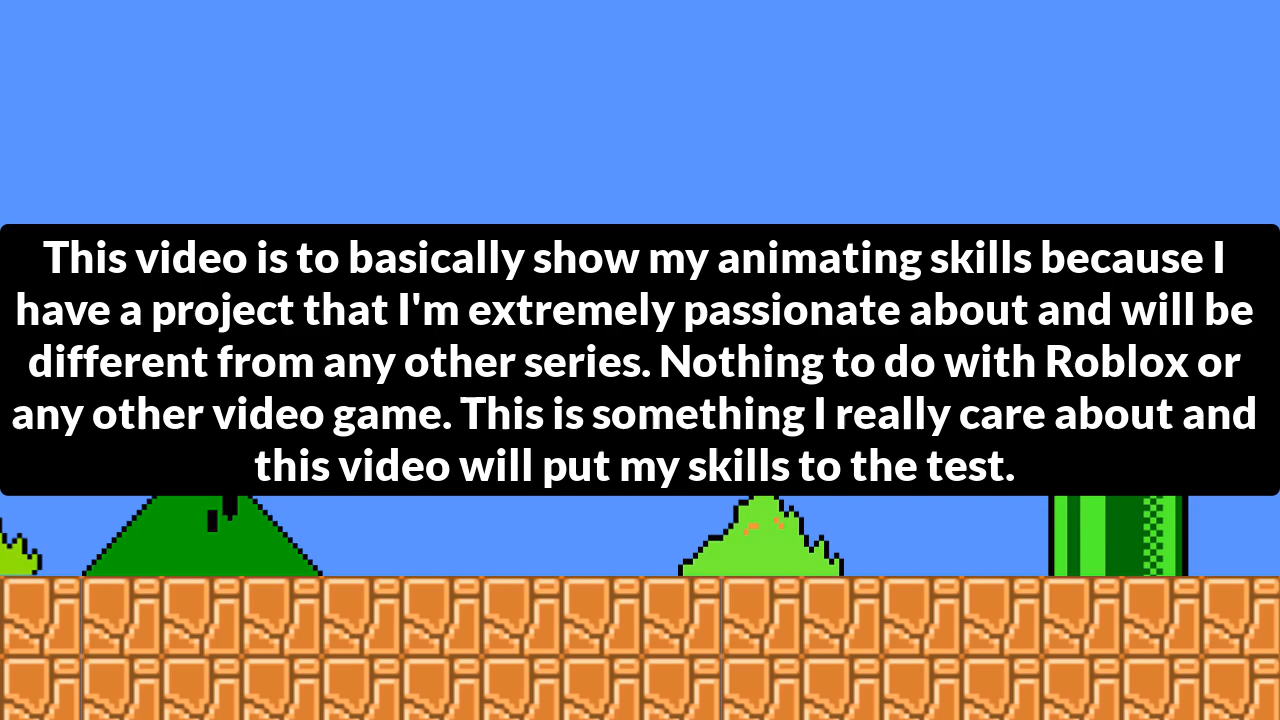 This video is to basically show my animating skills because I
have a project that I'm extremely passionate about and will be
different from any other series. Nothing to do with Roblox or
any other video game. This is something I really care about and
this video will put my skills to the test.